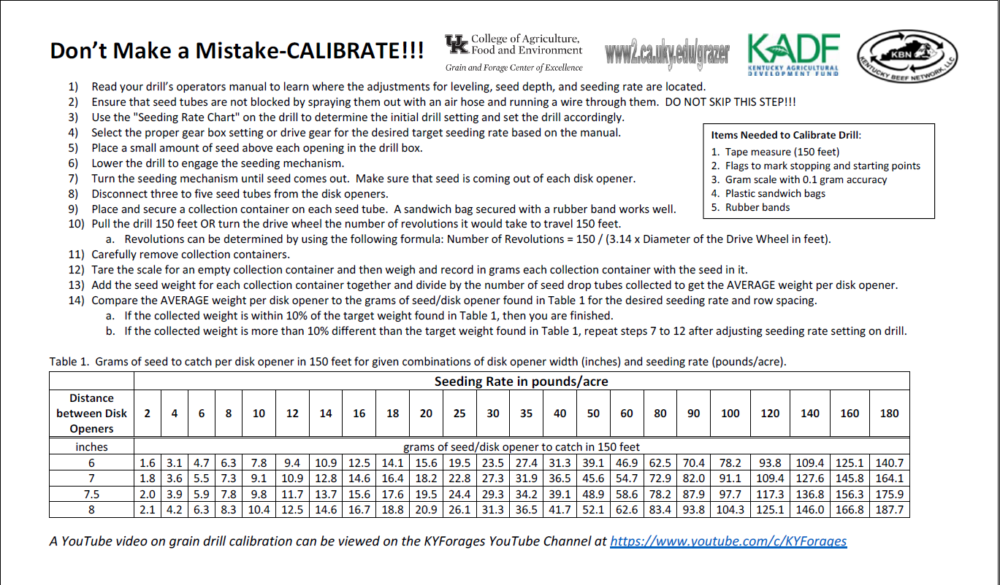 Don't Make a Mistake-CALIBRATE!!!
UK College of Agriculture,
Food and Environment
Grain and Forage Center of Excellence
www2.ca.uky.edu/grazer
KADF
KENTUCKY AGRICULTURAL
DEVELOPMENT FUND
KBN
KENTUCKY BEEF NETWORK, LLC
1) Read your drill's operators manual to learn where the adjustments for leveling, seed depth, and seeding rate are located.
2) Ensure that seed tubes are not blocked by spraying them out with an air hose and running a wire through them. DO NOT SKIP THIS STEP!!!
3) Use the "Seeding Rate Chart" on the drill to determine the initial drill setting and set the drill accordingly.
4) Select the proper gear box setting or drive gear for the desired target seeding rate based on the manual.
5) Place a small amount of seed above each opening in the drill box.
6) Lower the drill to engage the seeding mechanism.
7) Turn the seeding mechanism until seed comes out. Make sure that seed is coming out of each disk opener.
8) Disconnect three to five seed tubes from the disk openers.
9) Place and secure a collection container on each seed tube. A sandwich bag secured with a rubber band works well.
10) Pull the drill 150 feet OR turn the drive wheel the number of revolutions it would take to travel 150 feet.
a. Revolutions can be determined by using the following formula: Number of Revolutions = 150 / (3.14 x Diameter of the Drive Wheel in feet).
11) Carefully remove collection containers.
12) Tare the scale for an empty collection container and then weigh and record in grams each collection container with the seed in it.
13) Add the seed weight for each collection container together and divide by the number of seed drop tubes collected to get the AVERAGE weight per disk opener.
14) Compare the AVERAGE weight per disk opener to the grams of seed/disk opener found in Table 1 for the desired seeding rate and row spacing.
a. If the collected weight is within 10% of the target weight found in Table 1, then you are finished.
b. If the collected weight is more than 10% different than the target weight found in Table 1, repeat steps 7 to 12 after adjusting seeding rate setting on drill.
Items Needed to Calibrate Drill:
1. Tape measure (150 feet)
2. Flags to mark stopping and starting points
3. Gram scale with 0.1 gram accuracy
4. Plastic sandwich bags
5. Rubber bands
Table 1. Grams of seed to catch per disk opener in 150 feet for given combinations of disk opener width (inches) and seeding rate (pounds/acre).
Seeding Rate in pounds/acre
Distance
between Disk
Openers
2 4 6 8 10 12 14 16 18 20 25 30 35 40 50 60 80 90 100 120 140 160 180
inches grams of seed/disk opener to catch in 150 feet
6 1.6 3.1 4.7 6.3 7.8 9.4 10.9 12.5 14.1 15.6 19.5 23.5 27.4 31.3 39.1 46.9 62.5 70.4 78.2 93.8 109.4 125.1 140.7
7 1.8 3.6 5.5 7.3 9.1 10.9 12.8 14.6 16.4 18.2 22.8 27.3 31.9 36.5 45.6 54.7 72.9 82.0 91.1 109.4 127.6 145.8 164.1
7.5 2.0 3.9 5.9 7.8 9.8 11.7 13.7 15.6 17.6 19.5 24.4 29.3 34.2 39.1 48.9 58.6 78.2 87.9 97.7 117.3 136.8 156.3 175.9
8 2.1 4.2 6.3 8.3 10.4 12.5 14.6 16.7 18.8 20.9 26.1 31.3 36.5 41.7 52.1 62.6 83.4 93.8 104.3 125.1 146.0 166.8 187.7
A YouTube video on grain drill calibration can be viewed on the KYForages YouTube Channel at https://www.youtube.com/c/KYForages